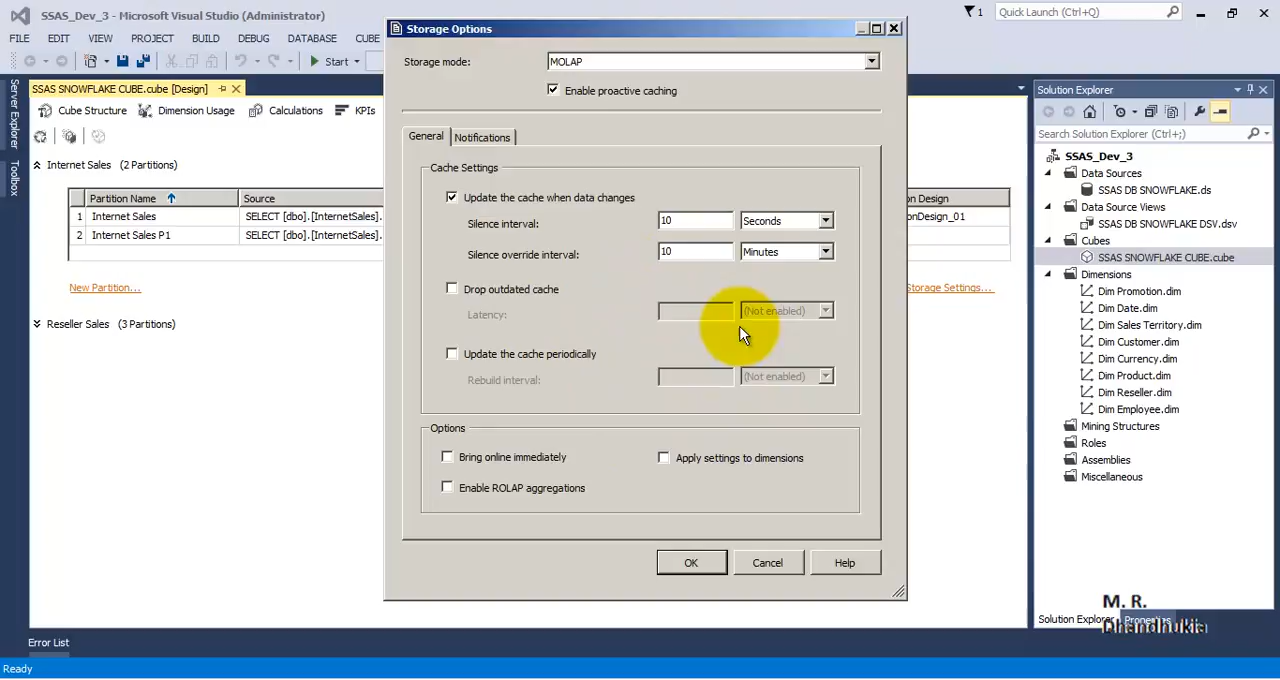 SSAS_Dev_3 - Microsoft Visual Studio (Administrator)
1
Quick Launch (Ctrl+Q)
FILE EDIT VIEW PROJECT BUILD DEBUG DATABASE CUBE
Start
Server Explorer
Toolbox
SSAS SNOWFLAKE CUBE.cube [Design]
Cube Structure Dimension Usage Calculations KPIs
Internet Sales (2 Partitions)
Partition Name Source
1 Internet Sales SELECT [dbo].[InternetSales].
2 Internet Sales P1 SELECT [dbo].[InternetSales].
New Partition...
Reseller Sales (3 Partitions)
on Design
onDesign_01
Storage Settings...
Storage Options
Storage mode: MOLAP
Enable proactive caching
General Notifications
Cache Settings
Update the cache when data changes
Silence interval: 10 Seconds
Silence override interval: 10 Minutes
Drop outdated cache
Latency: (Not enabled)
Update the cache periodically
Rebuild interval: (Not enabled)
Options
Bring online immediately Apply settings to dimensions
Enable ROLAP aggregations
OK Cancel Help
Solution Explorer
Search Solution Explorer (Ctrl+;)
SSAS_Dev_3
Data Sources
SSAS DB SNOWFLAKE.ds
Data Source Views
SSAS DB SNOWFLAKE DSV.dsv
Cubes
SSAS SNOWFLAKE CUBE.cube
Dimensions
Dim Promotion.dim
Dim Date.dim
Dim Sales Territory.dim
Dim Customer.dim
Dim Currency.dim
Dim Product.dim
Dim Reseller.dim
Dim Employee.dim
Mining Structures
Roles
Assemblies
Miscellaneous
M. R.
Dhandhukia
Solution Explorer Properties
Error List
Ready